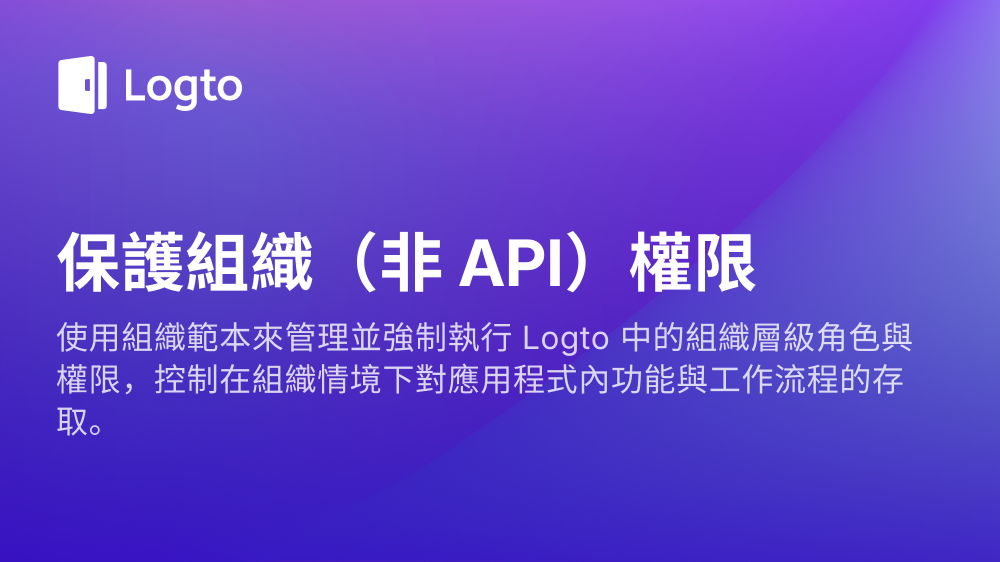 Logto
保護組織（非 API）權限
使用組織範本來管理並強制執行 Logto 中的組織層級角色與
權限，控制在組織情境下對應用程式內功能與工作流程的存
取。